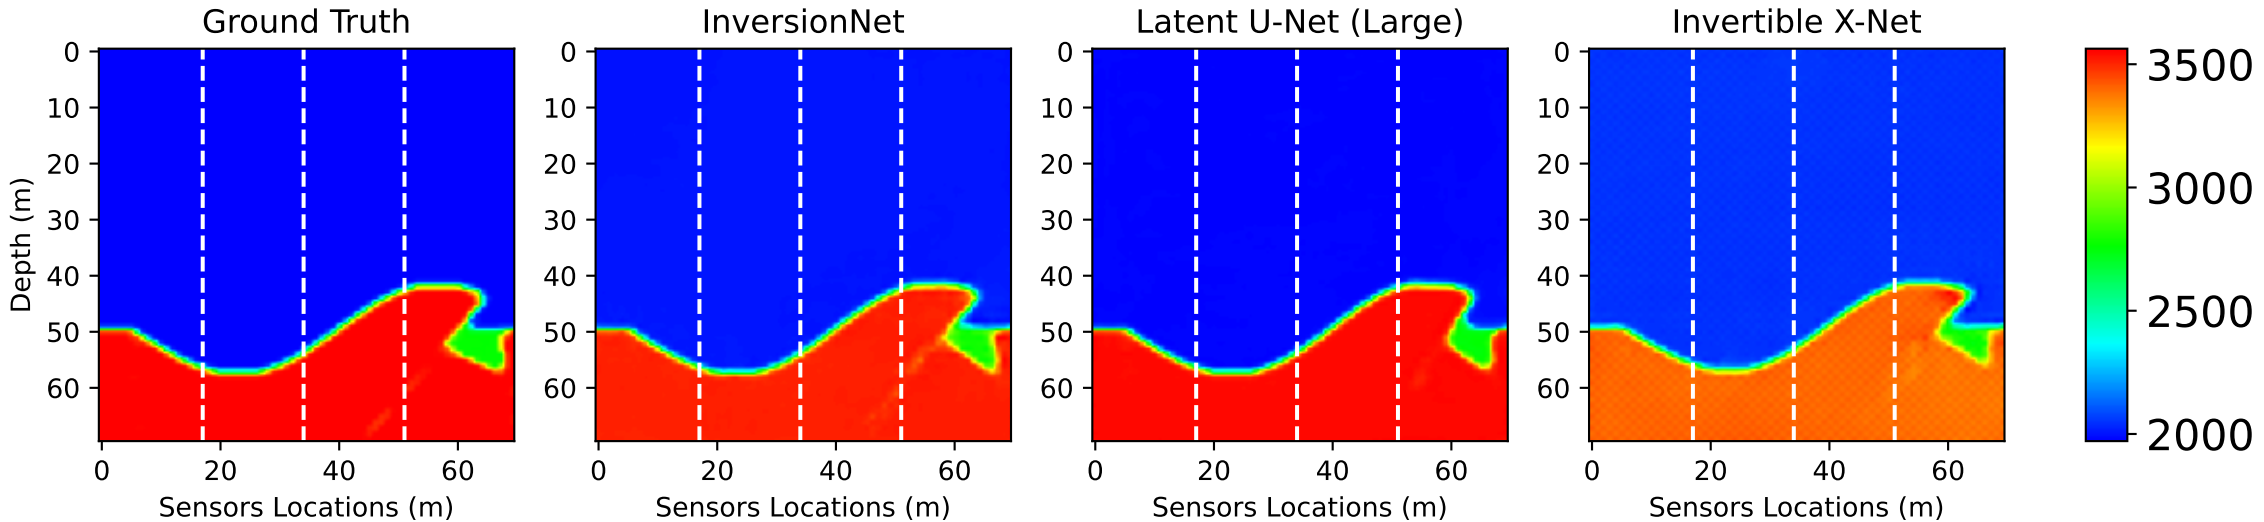 Ground Truth
InversionNet
Latent U-Net (Large)
Invertible X-Net
Depth (m)
0
10
20
30
40
50
60
0 20 40 60
Sensors Locations (m)
0
10
20
30
40
50
60
0 20 40 60
Sensors Locations (m)
0
10
20
30
40
50
60
0 20 40 60
Sensors Locations (m)
0
10
20
30
40
50
60
0 20 40 60
Sensors Locations (m)
3500
3000
2500
2000